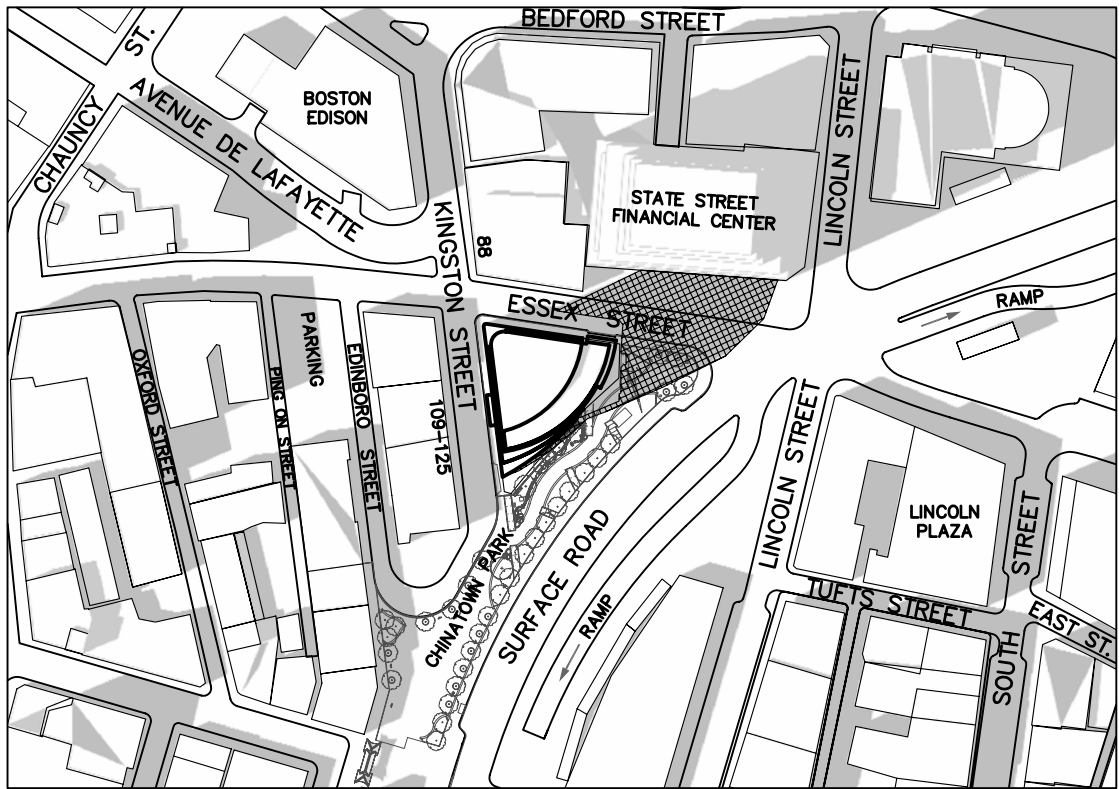 BEDFORD STREET
ST.
CHAUNCY
AVENUE DE LAFAYETTE
BOSTON
EDISON
LINCOLN STREET
STATE STREET
FINANCIAL CENTER
KINGSTON STREET
88
ESSEX STREET
RAMP
OXFORD STREET
PING ON STREET
PARKING
EDINBORO STREET
109-125
LINCOLN STREET
LINCOLN
PLAZA
STREET
SOUTH
TUFTS STREET
EAST ST.
CHINATOWN PARK
SURFACE ROAD
RAMP